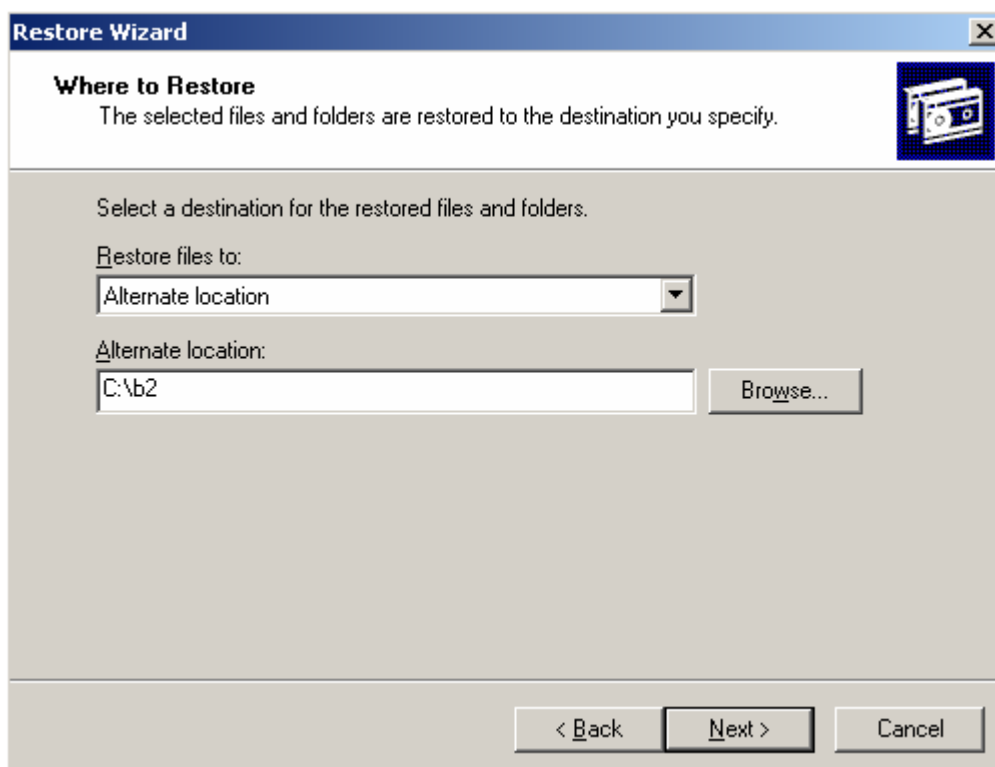 Restore Wizard
Where to Restore
The selected files and folders are restored to the destination you specify.
Select a destination for the restored files and folders.
Restore files to:
Alternate location
Alternate location:
C:\b2
Browse...
< Back
Next >
Cancel